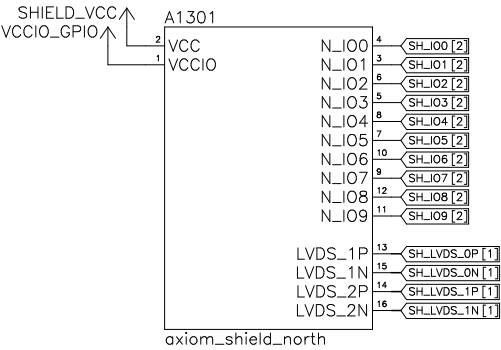 SHIELD_VCC
VCCIO_GPIO
A1301
2 VCC N_IO0 4 SH_IO0 [2]
1 VCCIO N_IO1 3 SH_IO1 [2]
N_IO2 6 SH_IO2 [2]
N_IO3 5 SH_IO3 [2]
N_IO4 8 SH_IO4 [2]
N_IO5 7 SH_IO5 [2]
N_IO6 10 SH_IO6 [2]
N_IO7 9 SH_IO7 [2]
N_IO8 12 SH_IO8 [2]
N_IO9 11 SH_IO9 [2]
LVDS_1P 13 SH_LVDS_0P [1]
LVDS_1N 15 SH_LVDS_0N [1]
LVDS_2P 14 SH_LVDS_1P [1]
LVDS_2N 16 SH_LVDS_1N [1]
axiom_shield_north